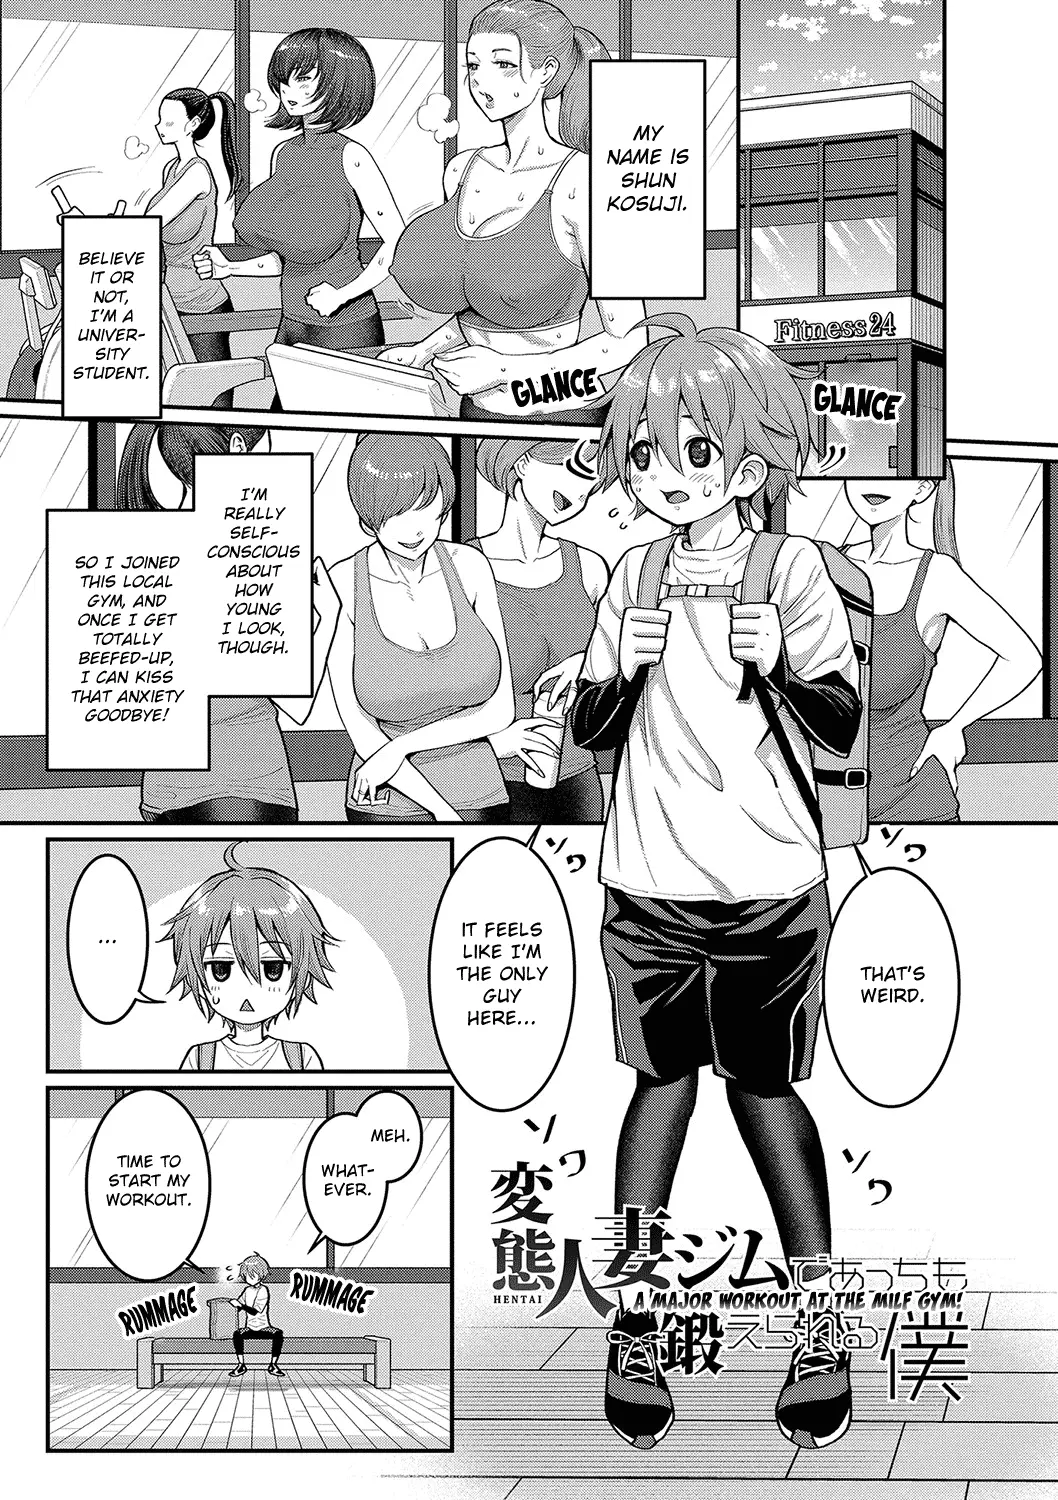 MY
NAME IS
SHUN
KOSUJI.
Fitness 24
BELIEVE
IT OR
NOT,
I'M A
UNIVER-
SITY
STUDENT.
GLANCE
GLANCE
I'M
REALLY
SELF-
CONSCIOUS
ABOUT
HOW
YOUNG
I LOOK,
THOUGH.
SO I JOINED
THIS LOCAL
GYM, AND
ONCE I GET
TOTALLY
BEEFED-UP,
I CAN KISS
THAT ANXIETY
GOODBYE!
ソワ
ソワ
THAT'S
WEIRD.
IT FEELS
LIKE I'M
THE ONLY
GUY
HERE...
ソワ
ソワ
...
MEH.
WHAT-
EVER.
TIME TO
START MY
WORKOUT.
RUMMAGE
RUMMAGE
変態人妻ジムであっちも
HENTAI
A MAJOR WORKOUT AT THE MILF GYM!
鍛えられる僕